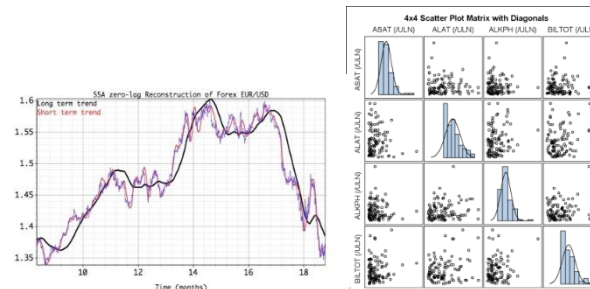 SSA zero-lag Reconstruction of Forex EUR/USD
Long term trend
Short term trend
1.6
1.55
1.5
1.45
1.4
1.35
10
12
14
16
18
Time (months)
4x4 Scatter Plot Matrix with Diagonals
ASAT (/ULN)
ALAT (/ULN)
ALKPH (/ULN)
BILTOT (/ULN)
ASAT (/ULN)
ALAT (/ULN)
ALKPH (/ULN)
BILTOT (/ULN)